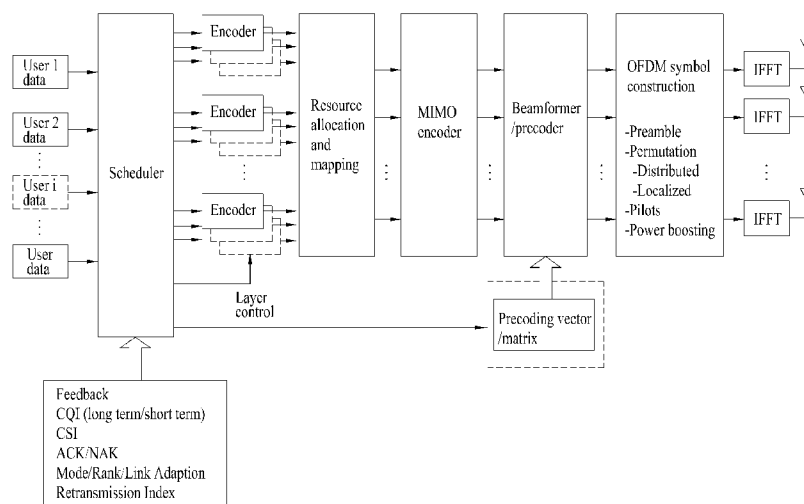 User 1
data
User 2
data
User i
data
User
data
Scheduler
Encoder
Encoder
Encoder
Layer
control
Resource
allocation
and
mapping
MIMO
encoder
Beamformer
/precoder
Precoding vector
/matrix
OFDM symbol
construction
-Preamble
-Permutation
-Distributed
-Localized
-Pilots
-Power boosting
IFFT
IFFT
IFFT
Feedback
CQI (long term/short term)
CSI
ACK/NAK
Mode/Rank/Link Adaption
Retransmission Index